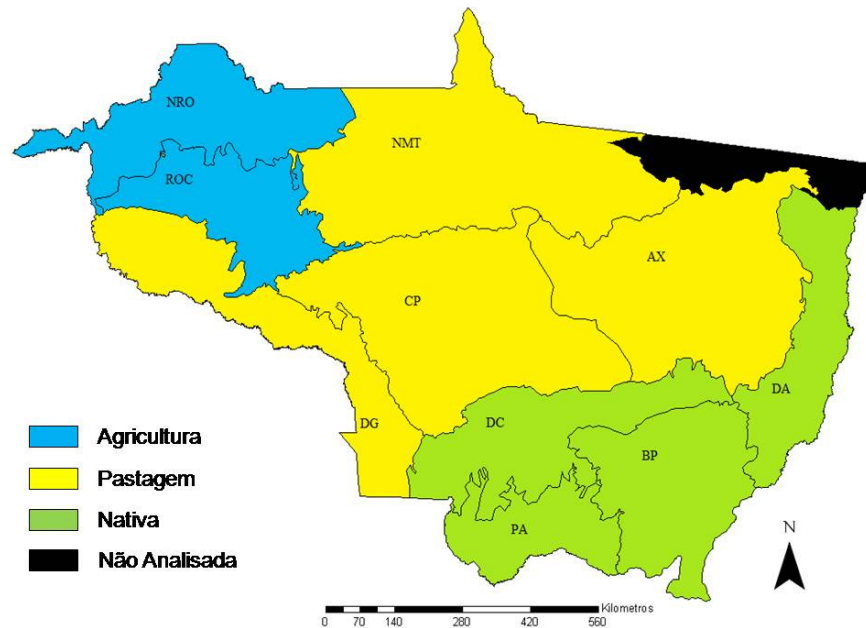 NRO
NMT
ROC
AX
CP
DA
DG
DC
BP
PA
Agricultura
Pastagem
Nativa
Não Analisada
N
Kilometros
0 70 140 280 420 560